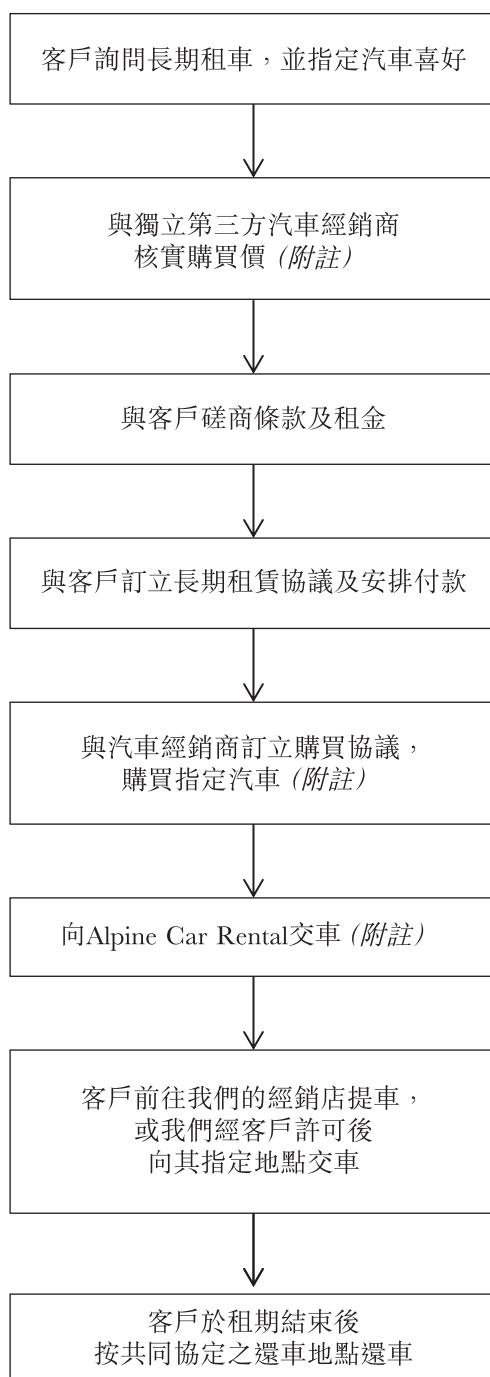 客戶詢問長期租車，並指定汽車喜好
與獨立第三方汽車經銷商
核實購買價（附註）
與客戶磋商條款及租金
與客戶訂立長期租賃協議及安排付款
與汽車經銷商訂立購買協議，
購買指定汽車（附註）
向Alpine Car Rental交車（附註）
客戶前往我們的經銷店提車，
或我們經客戶許可後
向其指定地點交車
客戶於租期結束後
按共同協定之還車地點還車